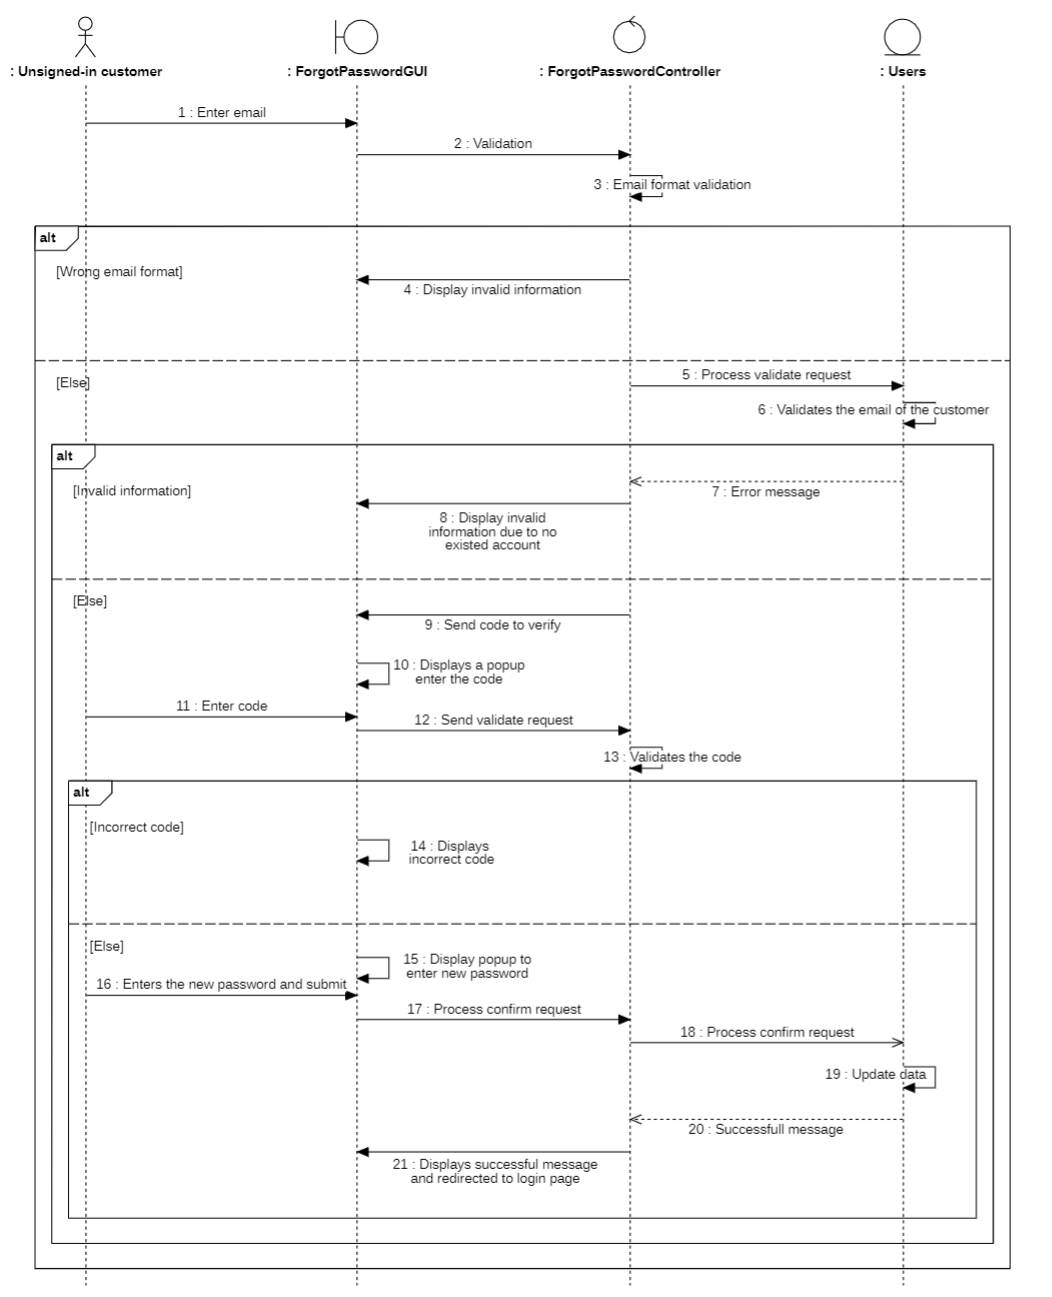 : Unsigned-in customer
: ForgotPasswordGUI
: ForgotPasswordController
: Users
1 : Enter email
2 : Validation
3 : Email format validation
alt
[Wrong email format]
4 : Display invalid information
[Else]
5 : Process validate request
6 : Validates the email of the customer
alt
[Invalid information]
7 : Error message
8 : Display invalid
information due to no
existed account
[Else]
9 : Send code to verify
10 : Displays a popup
enter the code
11 : Enter code
12 : Send validate request
13 : Validates the code
alt
[Incorrect code]
14 : Displays
incorrect code
[Else]
15 : Display popup to
enter new password
16 : Enters the new password and submit
17 : Process confirm request
18 : Process confirm request
19 : Update data
20 : Successfull message
21 : Displays successful message
and redirected to login page